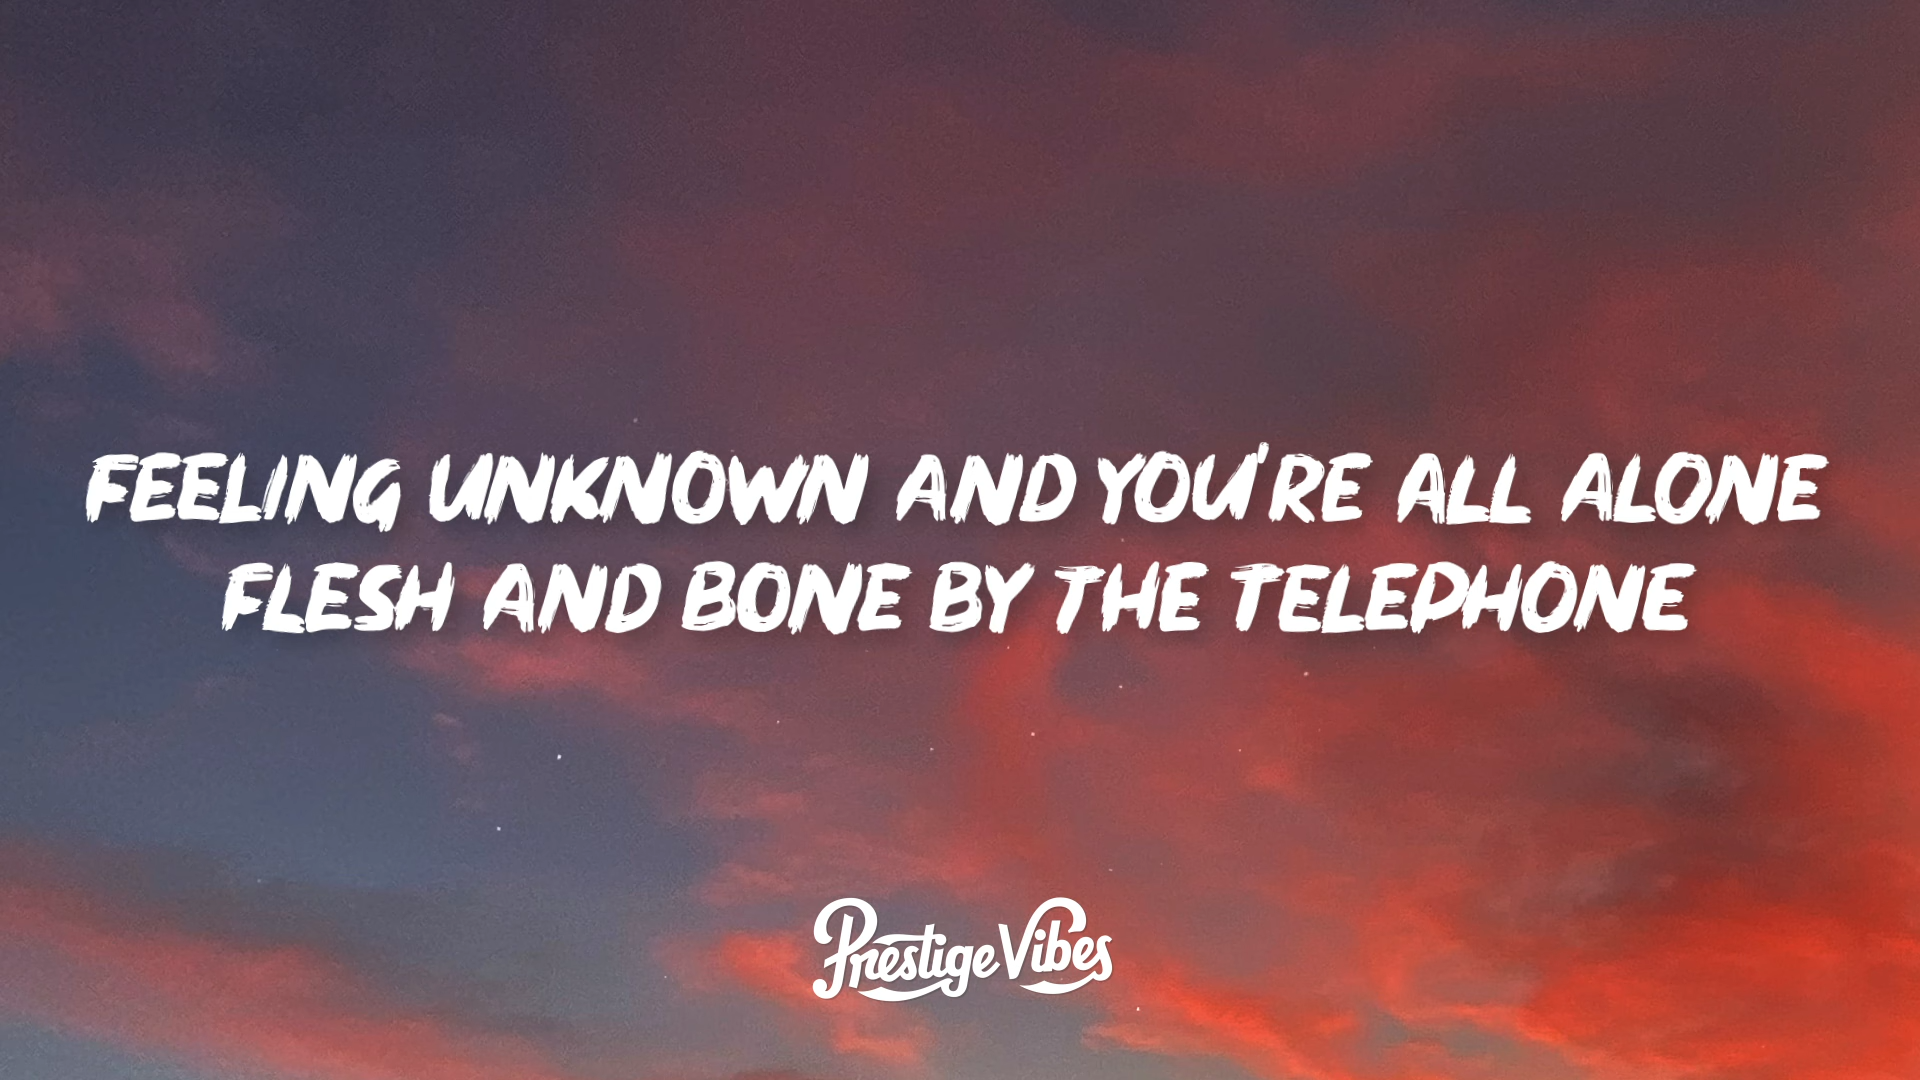 FEELING UNKNOWN AND YOU'RE ALL ALONE
FLESH AND BONE BY THE TELEPHONE
Prestige Vibes